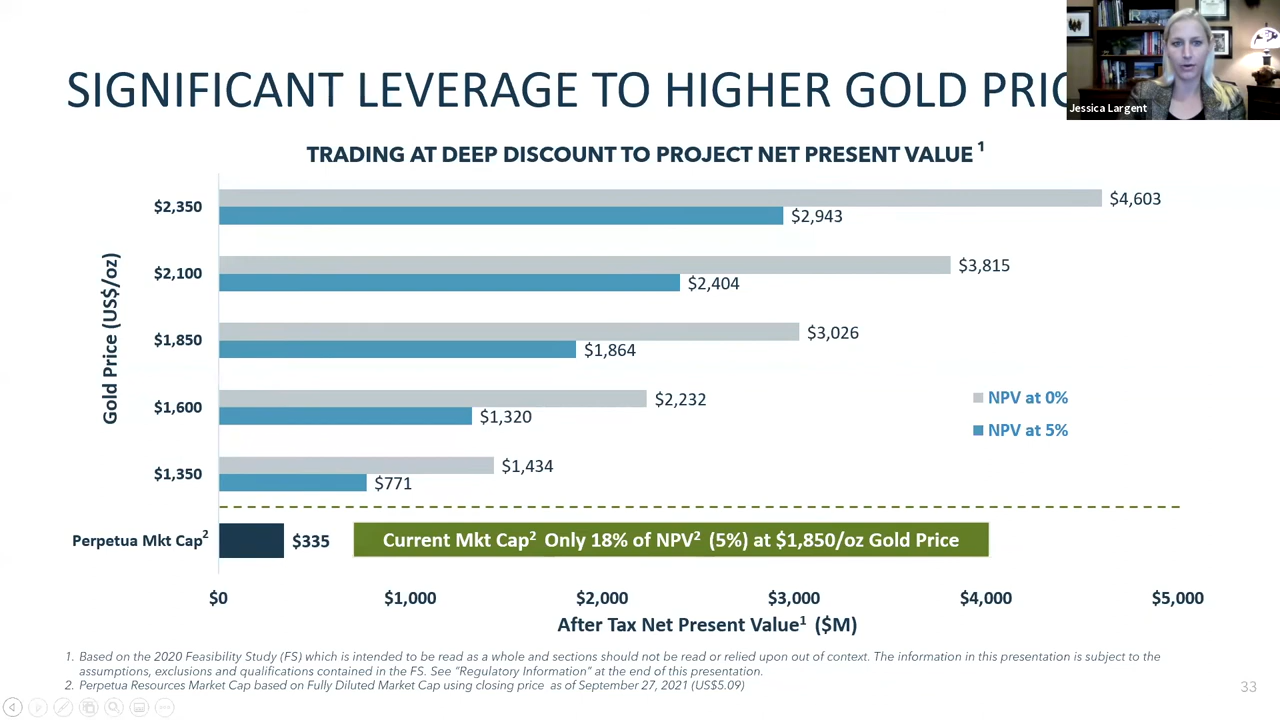 SIGNIFICANT LEVERAGE TO HIGHER GOLD PRIC
Jessica Largent
TRADING AT DEEP DISCOUNT TO PROJECT NET PRESENT VALUE 1
Gold Price (US$/oz)
$2,350
$4,603
$2,943
$2,100
$3,815
$2,404
$1,850
$3,026
$1,864
$1,600
$2,232
$1,320
$1,350
$1,434
$771
NPV at 0%
NPV at 5%
Perpetua Mkt Cap2
$335
Current Mkt Cap2 Only 18% of NPV2 (5%) at $1,850/oz Gold Price
$0 $1,000 $2,000 $3,000 $4,000 $5,000
After Tax Net Present Value1 ($M)
1. Based on the 2020 Feasibility Study (FS) which is intended to be read as a whole and sections should not be read or relied upon out of context. The information in this presentation is subject to the
assumptions, exclusions and qualifications contained in the FS. See “Regulatory Information” at the end of this presentation.
2. Perpetua Resources Market Cap based on Fully Diluted Market Cap using closing price as of September 27, 2021 (US$5.09)
33